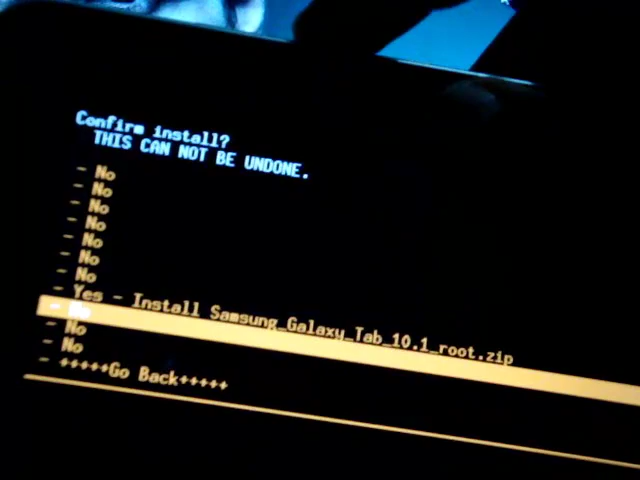 Confirm install?
THIS CAN NOT BE UNDONE.
- No
- No
- No
- No
- No
- No
- No
- Yes - Install Samsung_Galaxy_Tab_10.1_root.zip
- No
- No
- No
- +++++Go Back+++++